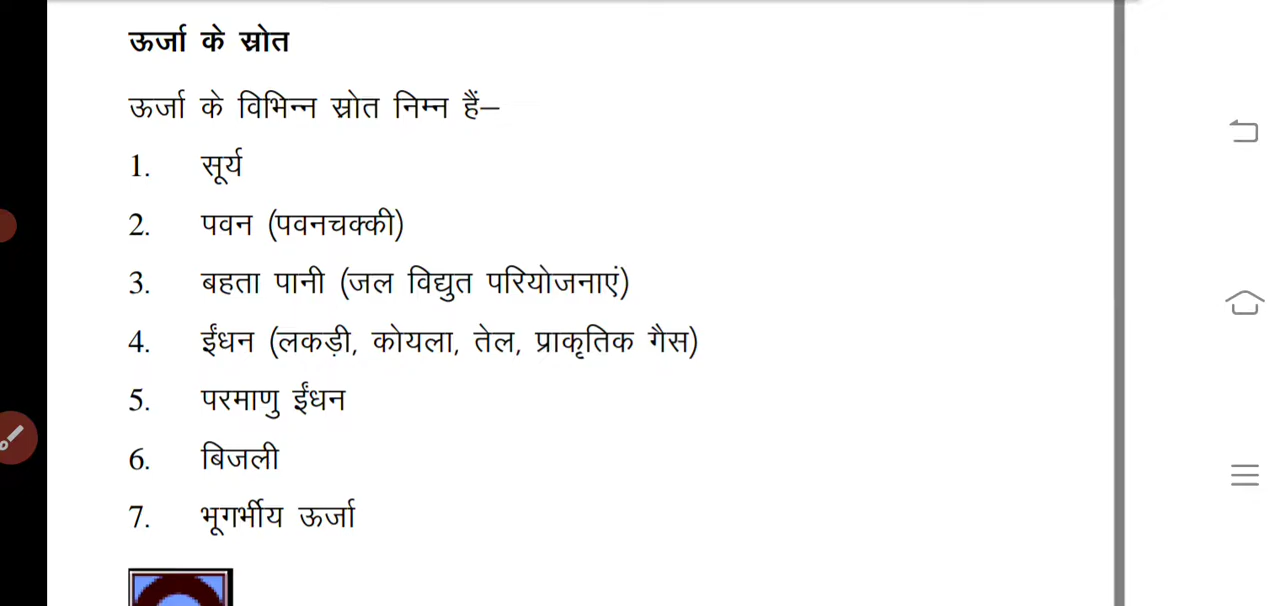 ऊर्जा के स्रोत
ऊर्जा के विभिन्न स्रोत निम्न हैं–
1. सूर्य
2. पवन (पवनचक्की)
3. बहता पानी (जल विद्युत परियोजनाएं)
4. ईंधन (लकड़ी, कोयला, तेल, प्राकृतिक गैस)
5. परमाणु ईंधन
6. बिजली
7. भूगर्भीय ऊर्जा